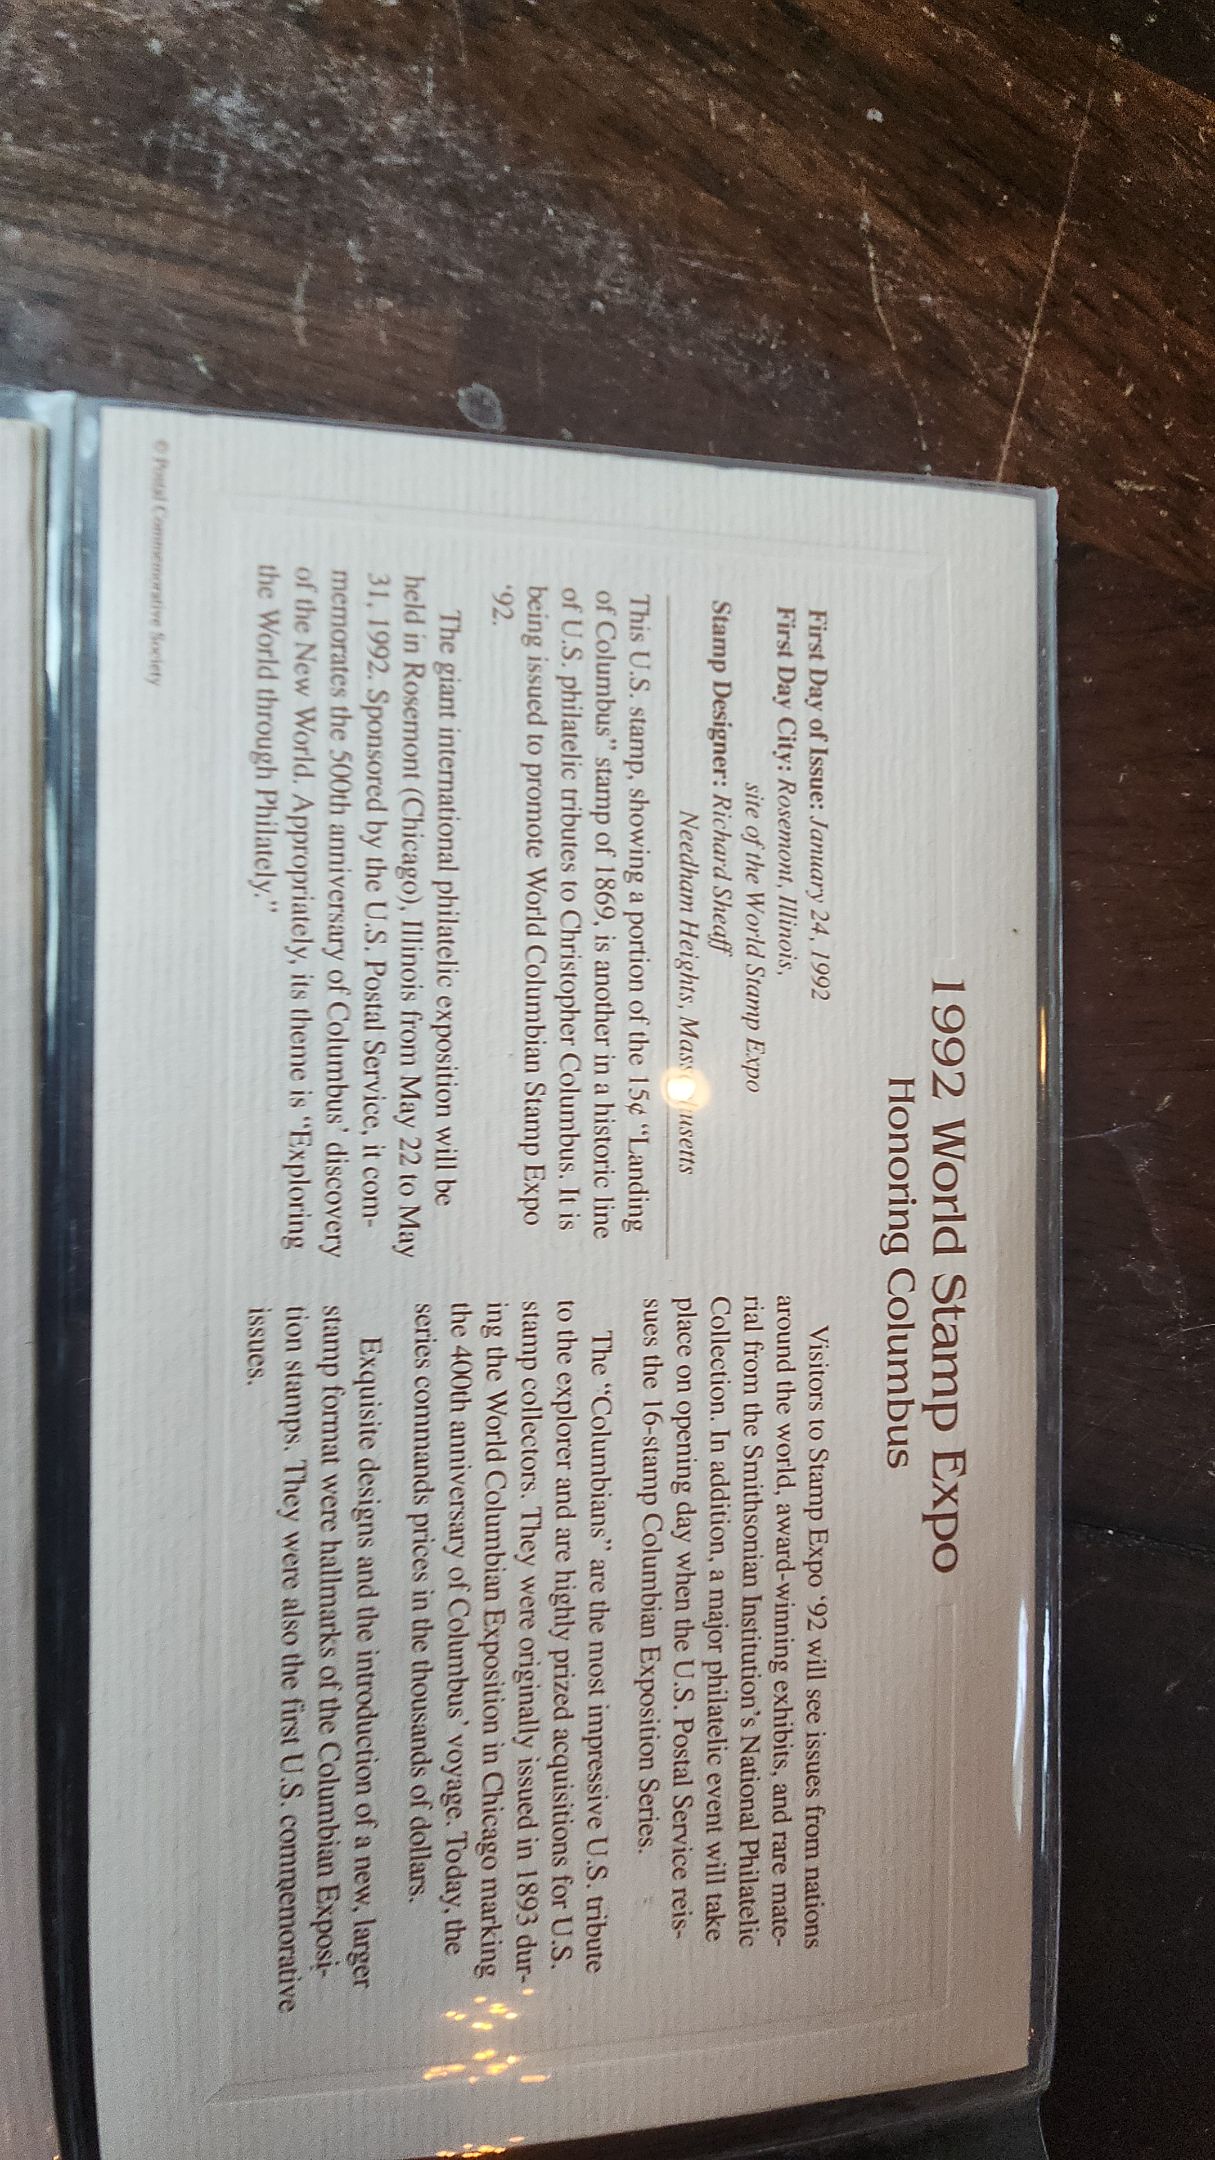 1992 World Stamp Expo
Honoring Columbus
First Day of Issue: January 24, 1992
First Day City: Rosemont, Illinois,
site of the World Stamp Expo
Stamp Designer: Richard Sheaff
Needham Heights, Massachusetts
This U.S. stamp, showing a portion of the 15¢ “Landing
of Columbus” stamp of 1869, is another in a historic line
of U.S. philatelic tributes to Christopher Columbus. It is
being issued to promote World Columbian Stamp Expo
‘92.
The giant international philatelic exposition will be
held in Rosemont (Chicago), Illinois from May 22 to May
31, 1992. Sponsored by the U.S. Postal Service, it com-
memorates the 500th anniversary of Columbus’ discovery
of the New World. Appropriately, its theme is “Exploring
the World through Philately.”
Visitors to Stamp Expo ‘92 will see issues from nations
around the world, award-winning exhibits, and rare mate-
rial from the Smithsonian Institution’s National Philatelic
Collection. In addition, a major philatelic event will take
place on opening day when the U.S. Postal Service reis-
sues the 16-stamp Columbian Exposition Series.
The “Columbians” are the most impressive U.S. tribute
to the explorer and are highly prized acquisitions for U.S.
stamp collectors. They were originally issued in 1893 dur-
ing the World Columbian Exposition in Chicago marking
the 400th anniversary of Columbus’ voyage. Today, the
series commands prices in the thousands of dollars.
Exquisite designs and the introduction of a new, larger
stamp format were hallmarks of the Columbian Exposi-
tion stamps. They were also the first U.S. commemorative
issues.
© Postal Commemorative Society